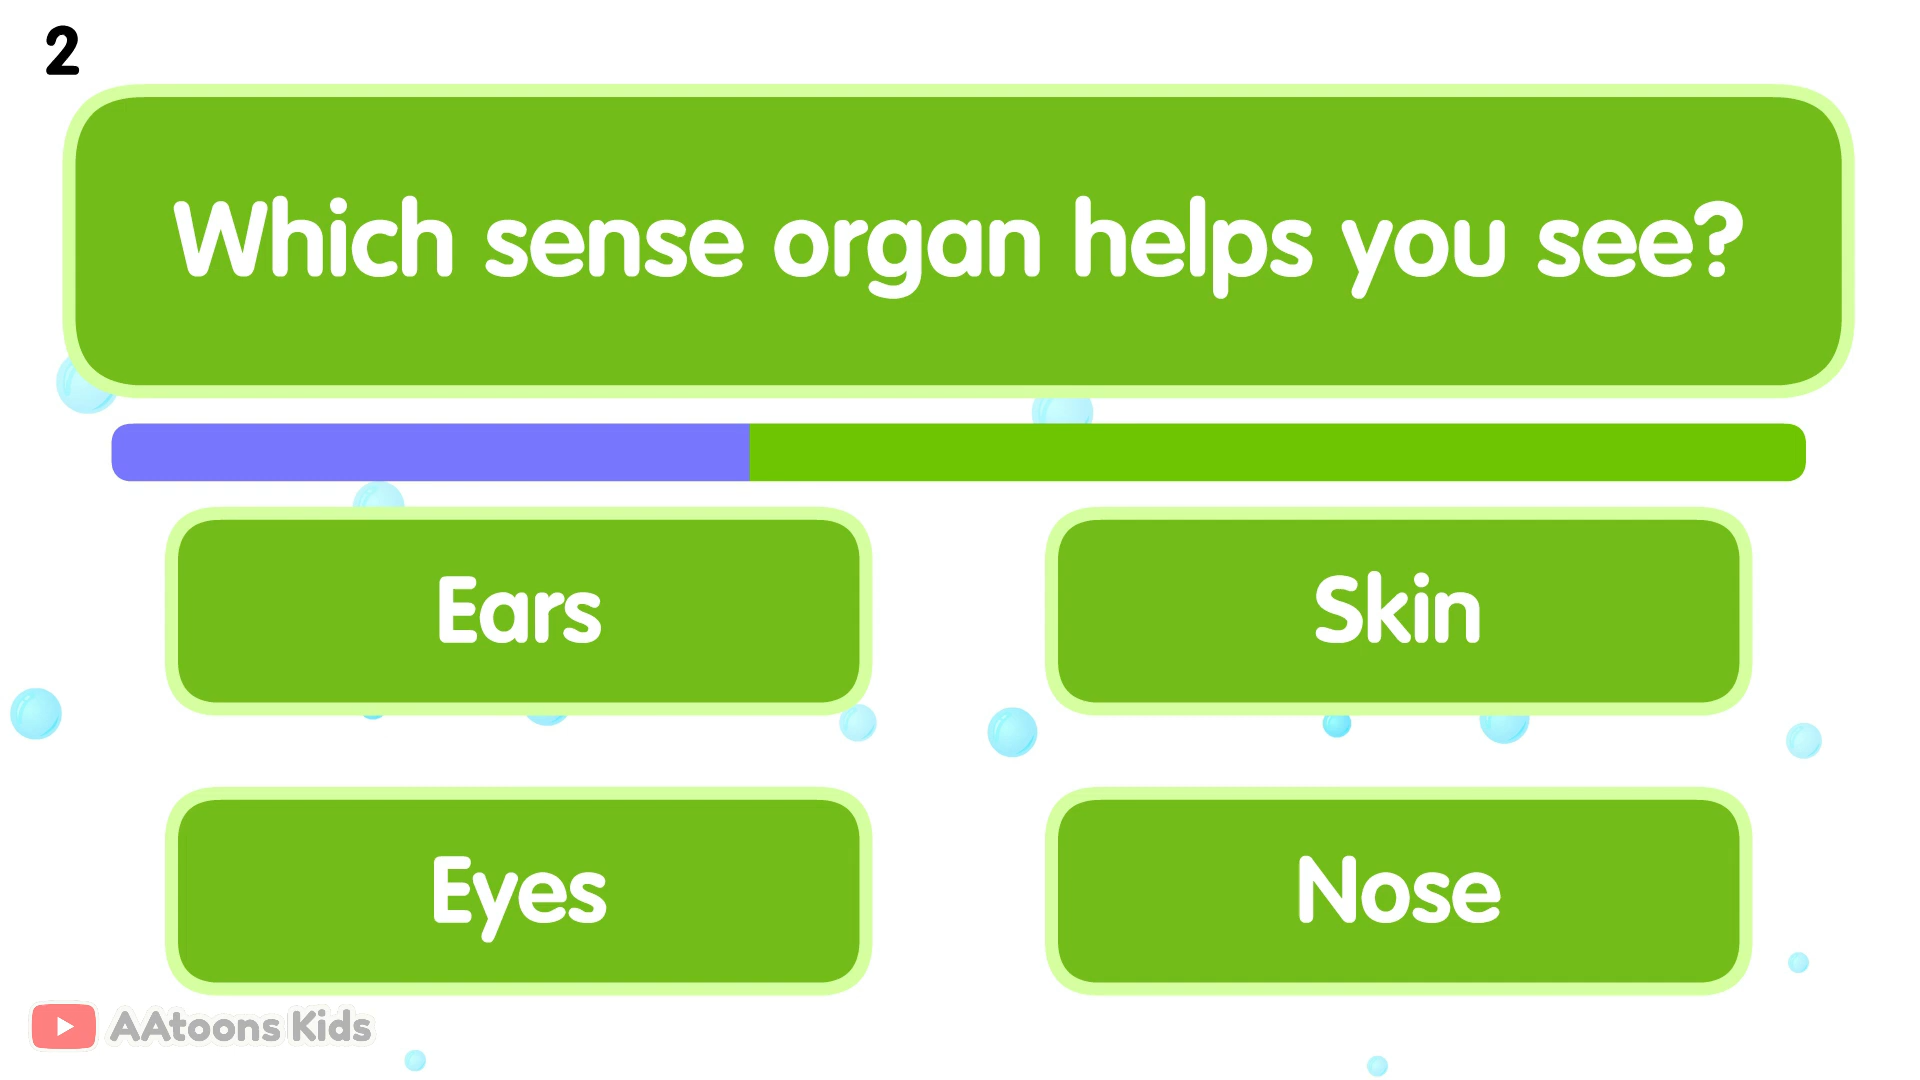 2
Which sense organ helps you see?
Ears
Skin
Eyes
Nose
AAtoons Kids